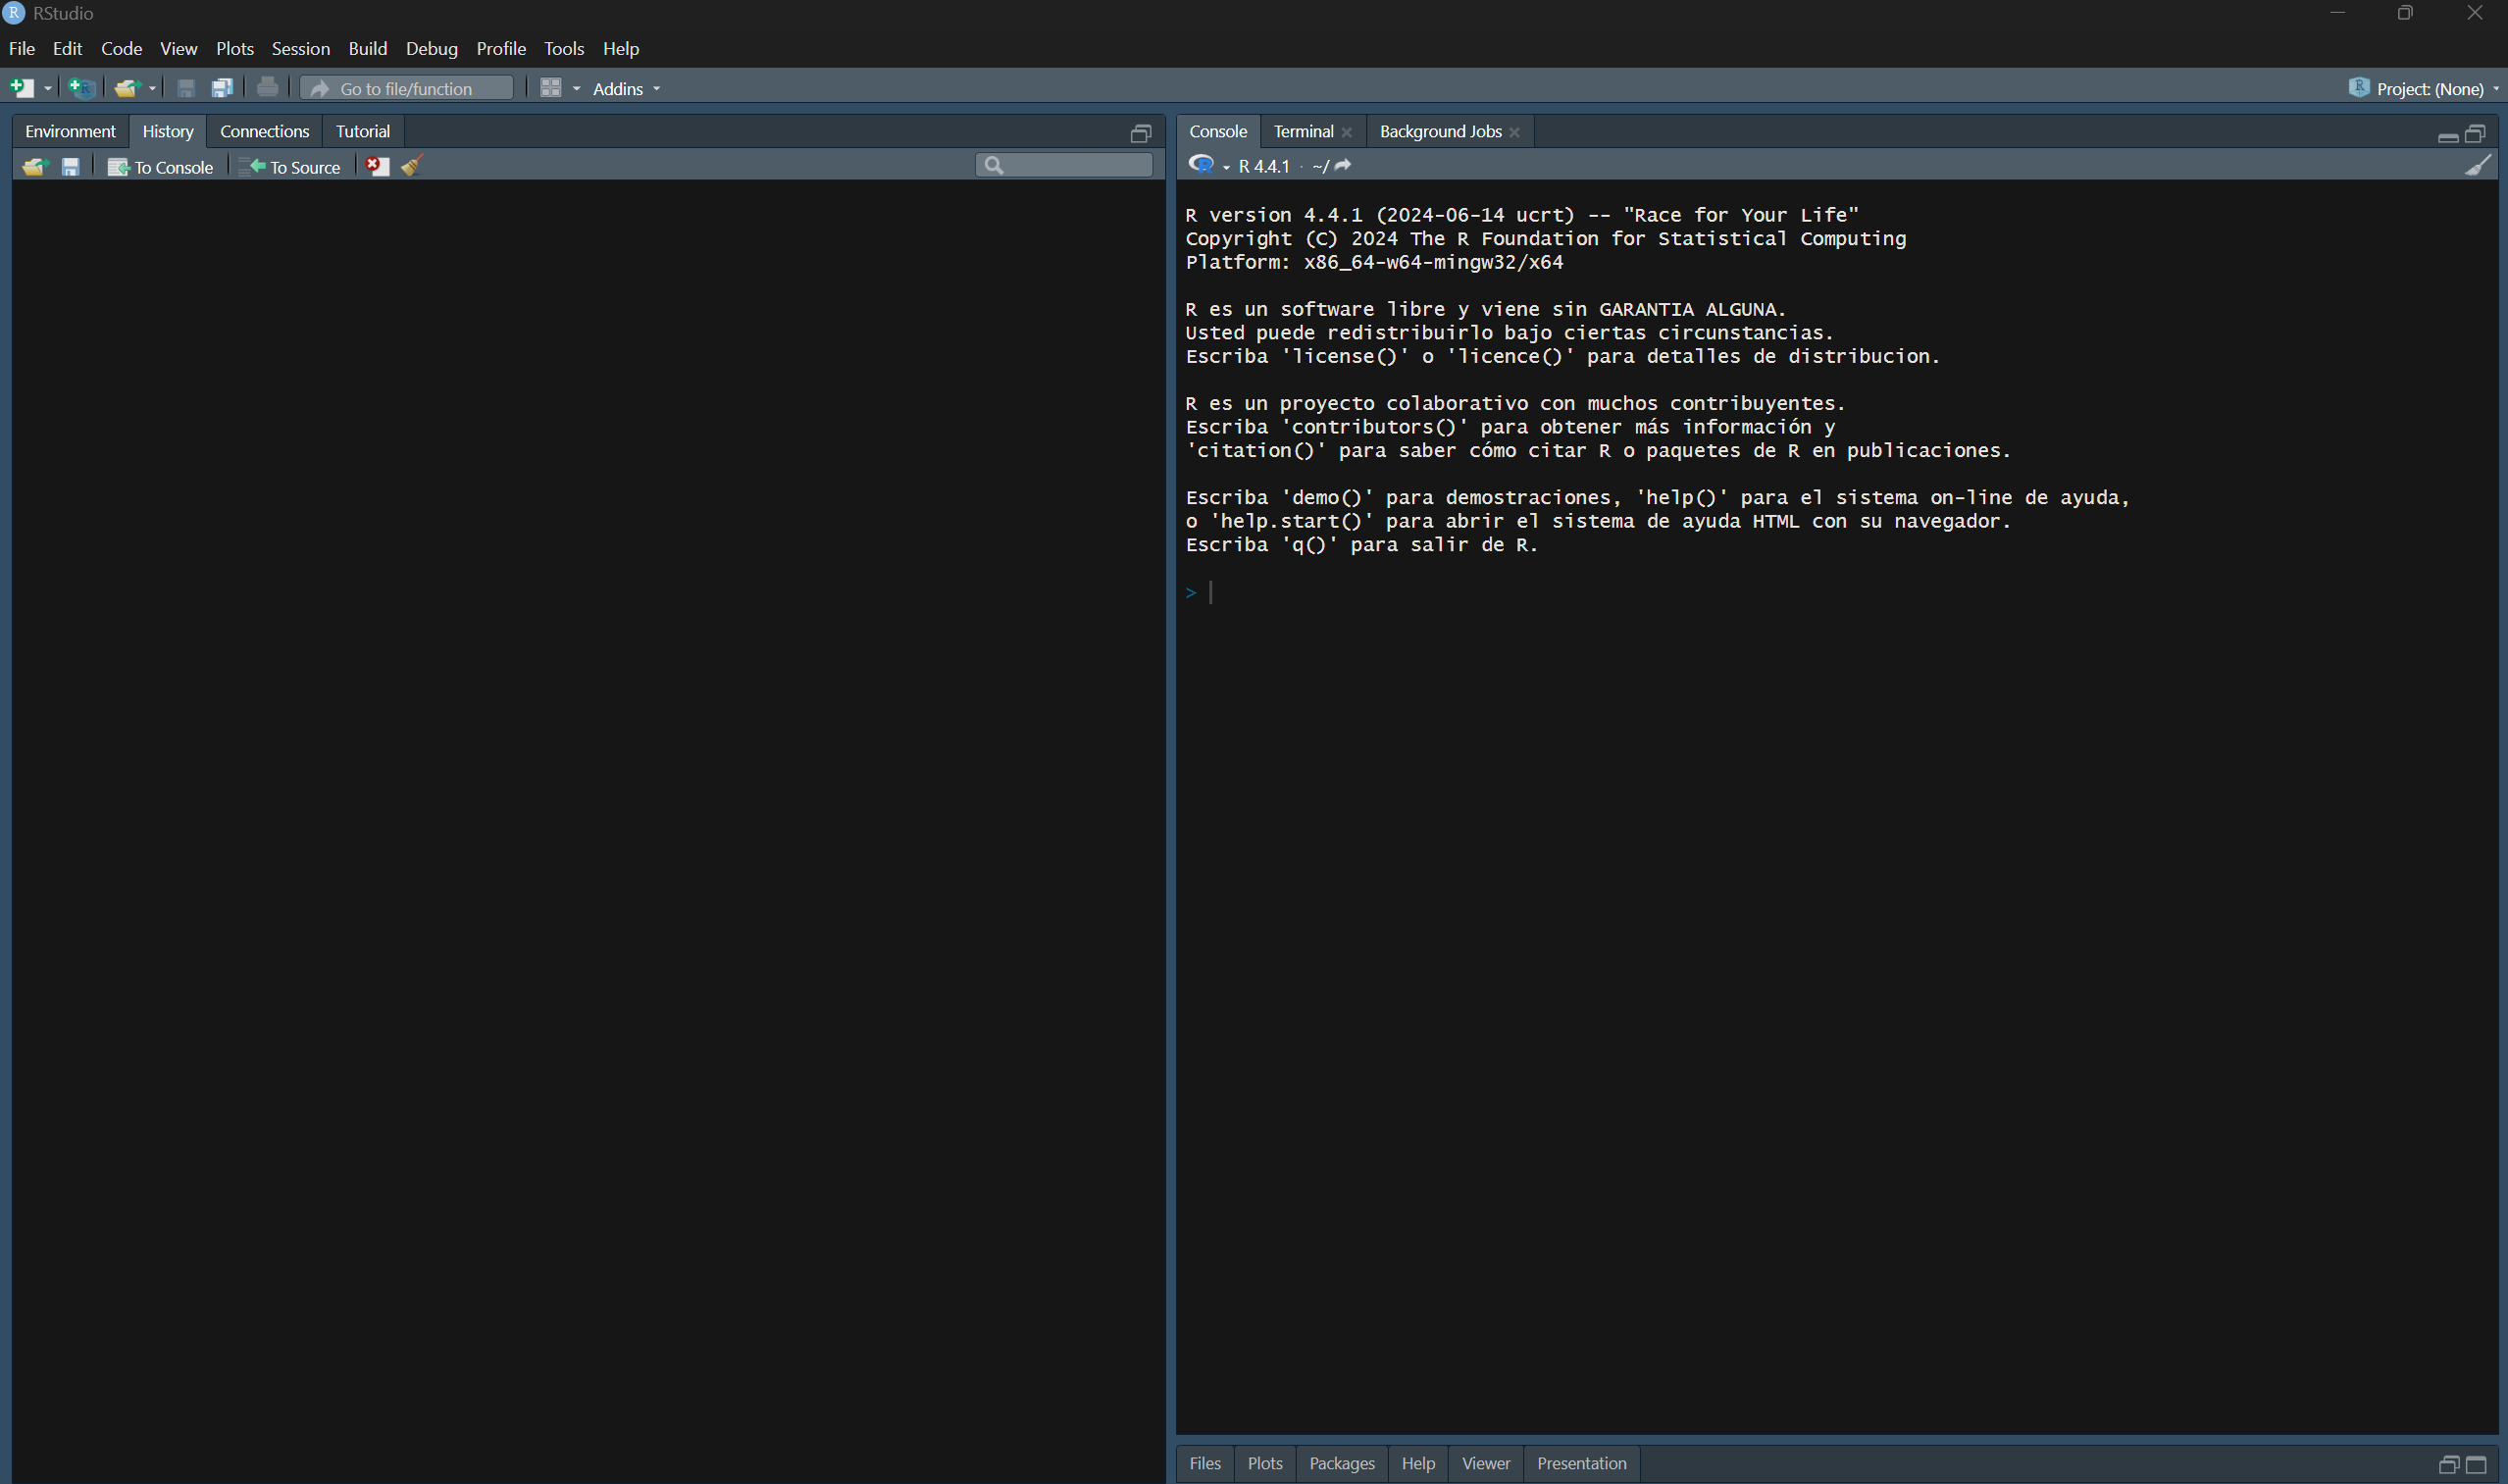 RStudio
File Edit Code View Plots Session Build Debug Profile Tools Help
Go to file/function Addins Project: (None)
Environment History Connections Tutorial
To Console To Source
Console Terminal Background Jobs
R 4.4.1 · ~/
R version 4.4.1 (2024-06-14 ucrt) -- "Race for Your Life"
Copyright (C) 2024 The R Foundation for Statistical Computing
Platform: x86_64-w64-mingw32/x64
R es un software libre y viene sin GARANTIA ALGUNA.
Usted puede redistribuirlo bajo ciertas circunstancias.
Escriba 'license()' o 'licence()' para detalles de distribucion.
R es un proyecto colaborativo con muchos contribuyentes.
Escriba 'contributors()' para obtener más información y
'citation()' para saber cómo citar R o paquetes de R en publicaciones.
Escriba 'demo()' para demostraciones, 'help()' para el sistema on-line de ayuda,
o 'help.start()' para abrir el sistema de ayuda HTML con su navegador.
Escriba 'q()' para salir de R.
>
Files Plots Packages Help Viewer Presentation